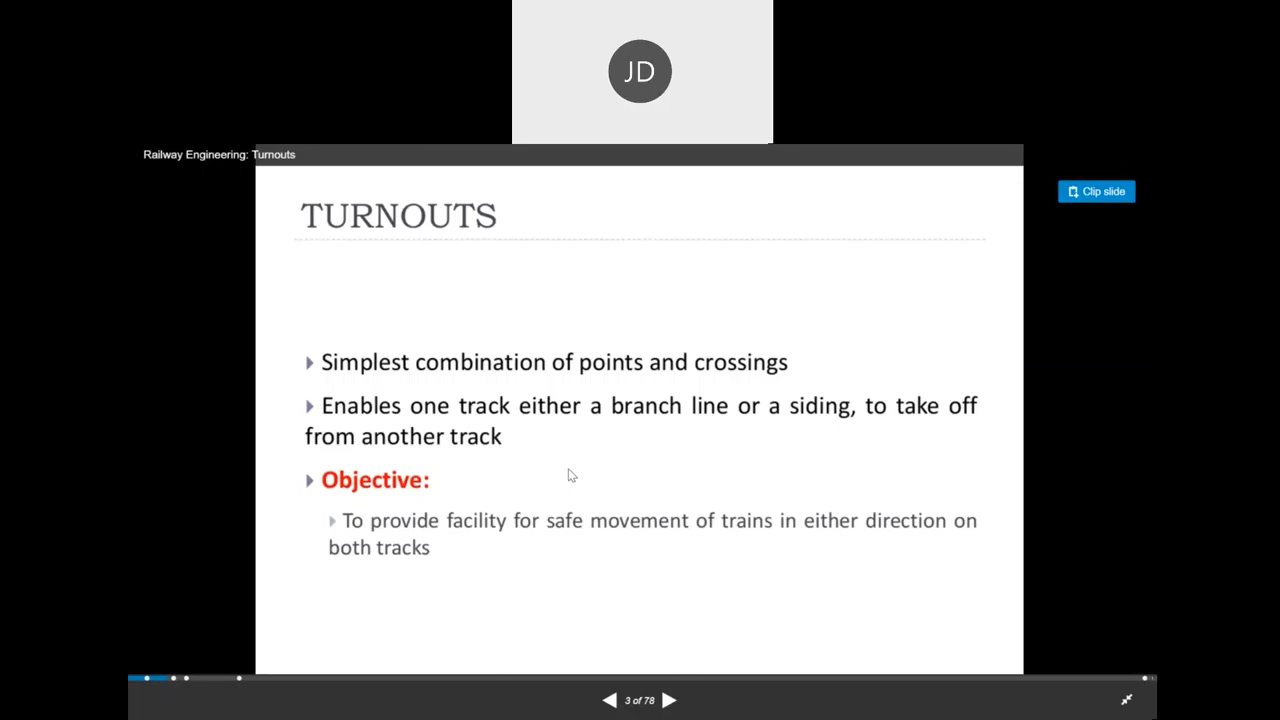 JD
Railway Engineering: Turnouts
Clip slide
TURNOUTS
Simplest combination of points and crossings
Enables one track either a branch line or a siding, to take off
from another track
Objective:
To provide facility for safe movement of trains in either direction on
both tracks
3 of 78